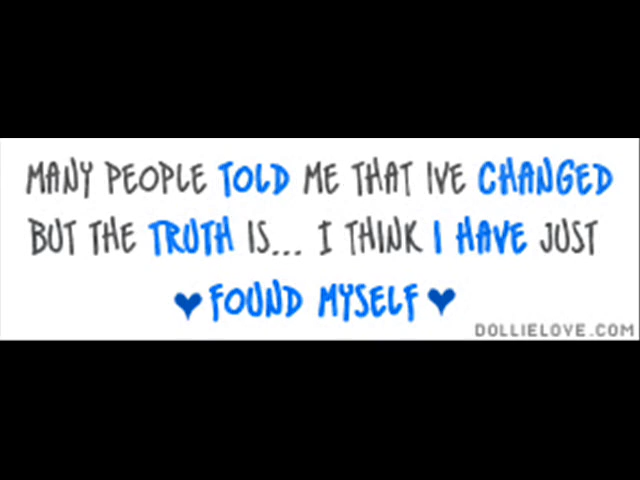 MANY PEOPLE TOLD ME THAT IVE CHANGED
BUT THE TRUTH IS... I THINK I HAVE JUST
FOUND MYSELF
DOLLIELOVE.COM